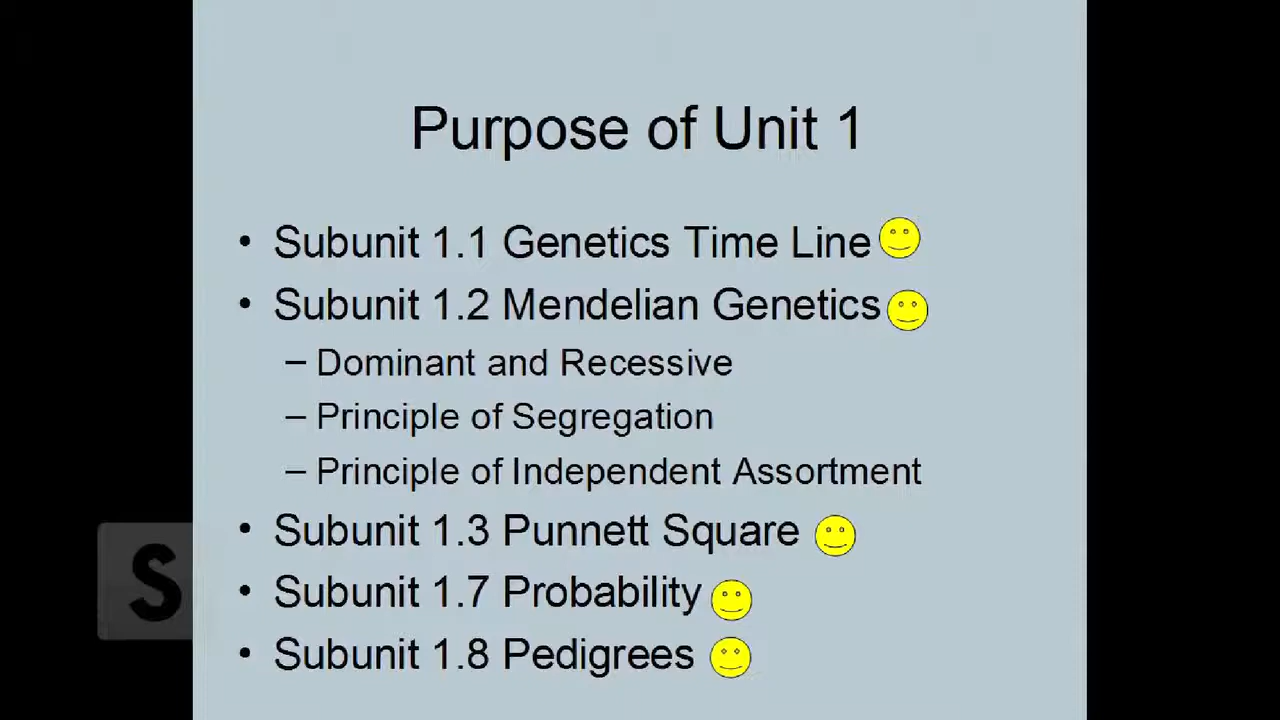 Purpose of Unit 1
• Subunit 1.1 Genetics Time Line
• Subunit 1.2 Mendelian Genetics
– Dominant and Recessive
– Principle of Segregation
– Principle of Independent Assortment
• Subunit 1.3 Punnett Square
• Subunit 1.7 Probability
• Subunit 1.8 Pedigrees
S